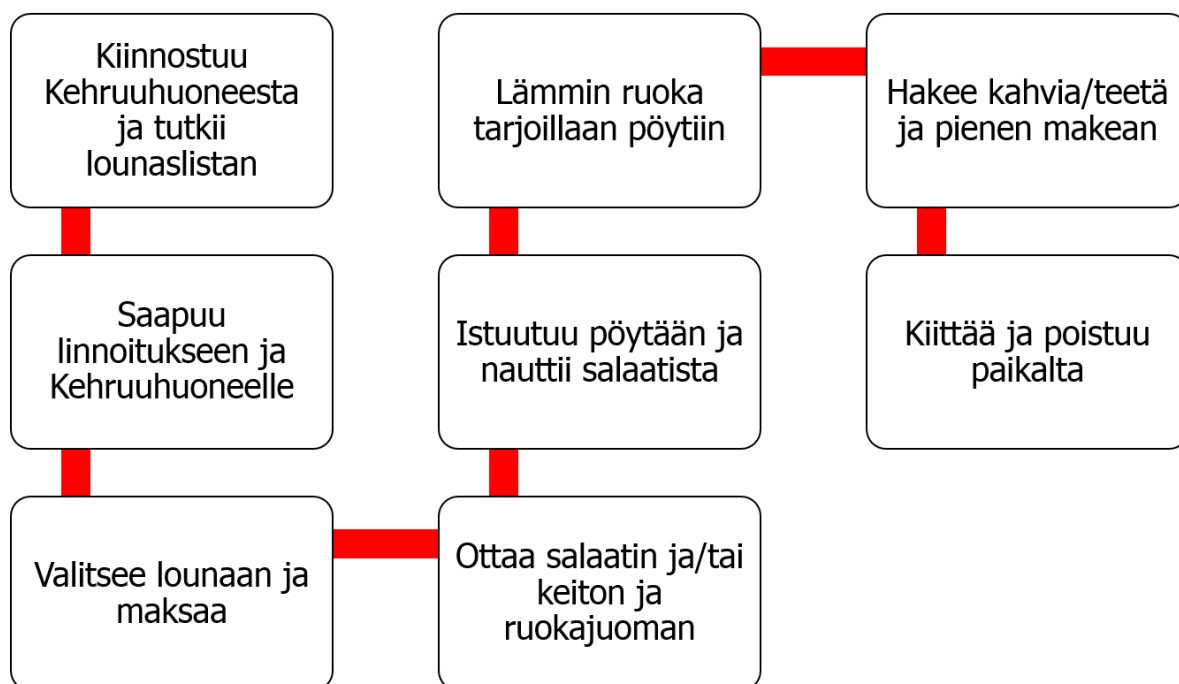 Kiinnostuu
Kehruuhuoneesta
ja tutkii
lounaslistan
Saapuu
linnoitukseen ja
Kehruuhuoneelle
Valitsee lounaan ja
maksaa
Ottaa salaatin ja/tai
keiton ja
ruokajuoman
Istuutuu pöytään ja
nauttii salaatista
Lämmin ruoka
tarjoillaan pöytiin
Hakee kahvia/teetä
ja pienen makean
Kiittää ja poistuu
paikalta